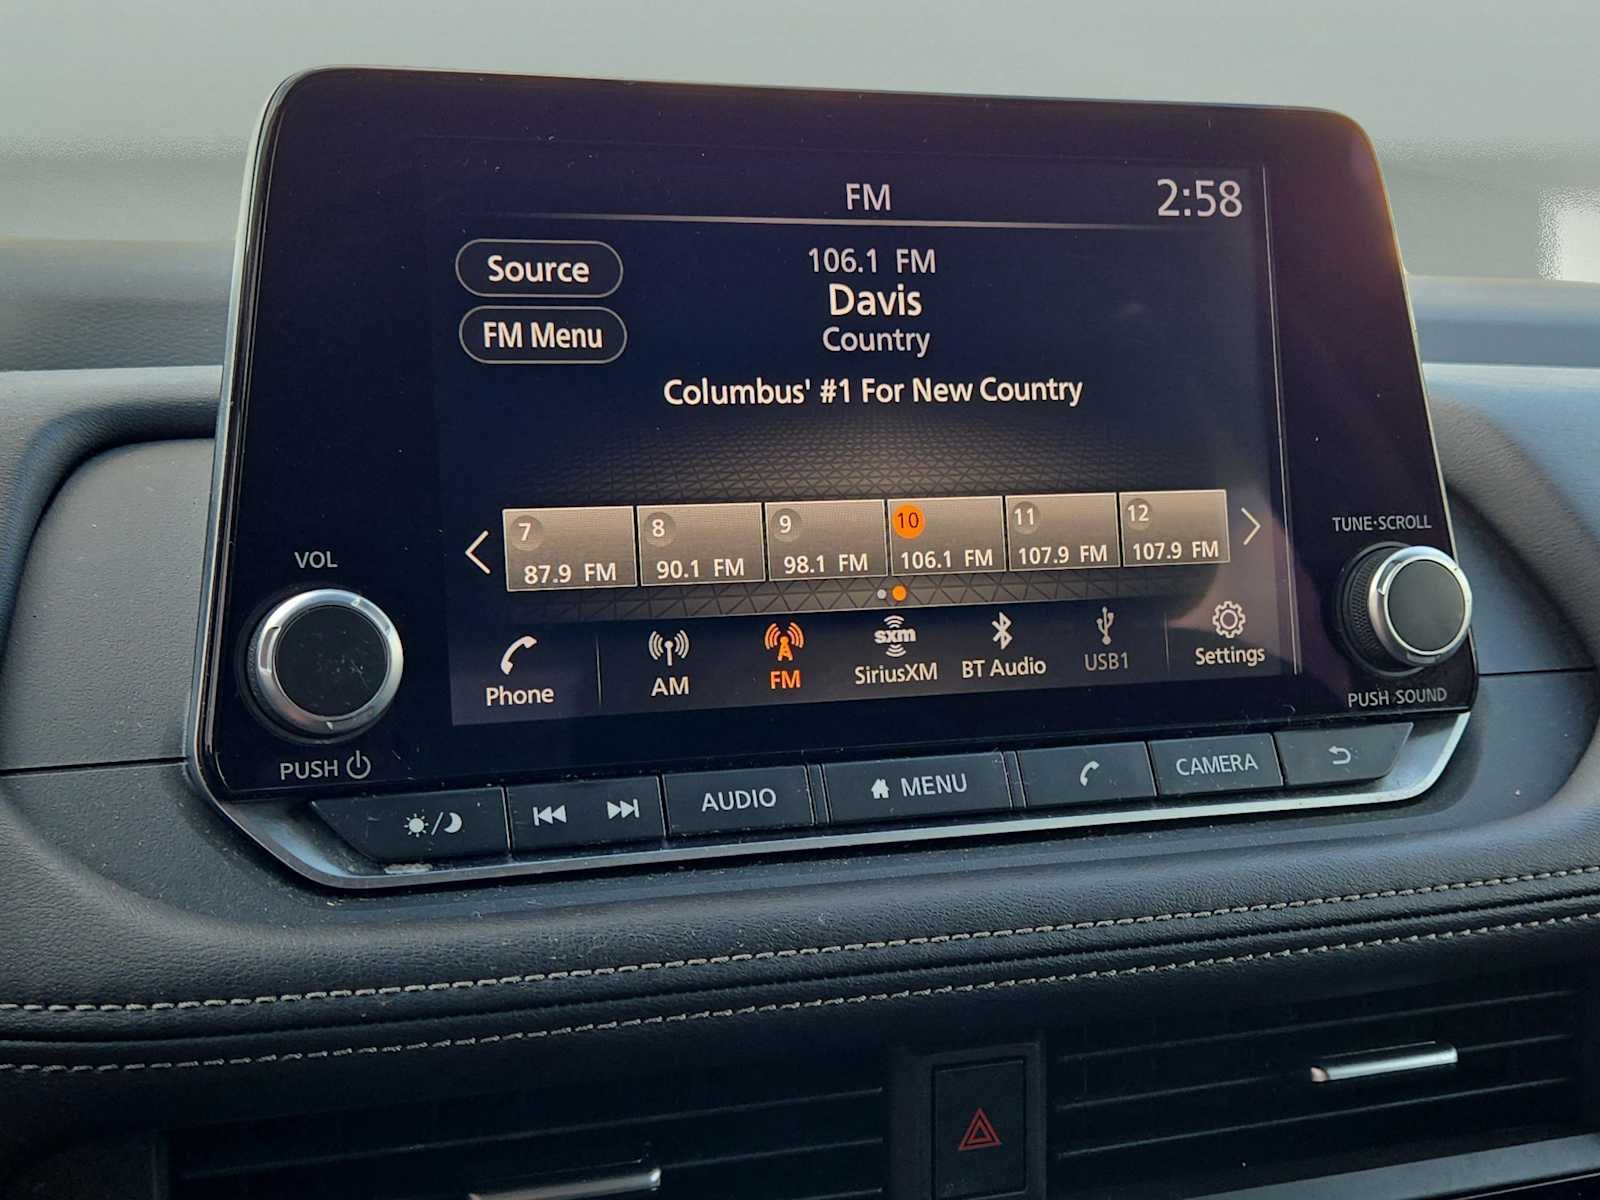 FM
2:58
Source
106.1 FM
Davis
FM Menu
Country
Columbus' #1 For New Country
7
8
9
10
11
12
87.9 FM
90.1 FM
98.1 FM
106.1 FM
107.9 FM
107.9 FM
VOL
TUNE·SCROLL
Phone
AM
FM
sxm
SiriusXM
BT Audio
USB1
Settings
PUSH
PUSH·SOUND
AUDIO
MENU
CAMERA